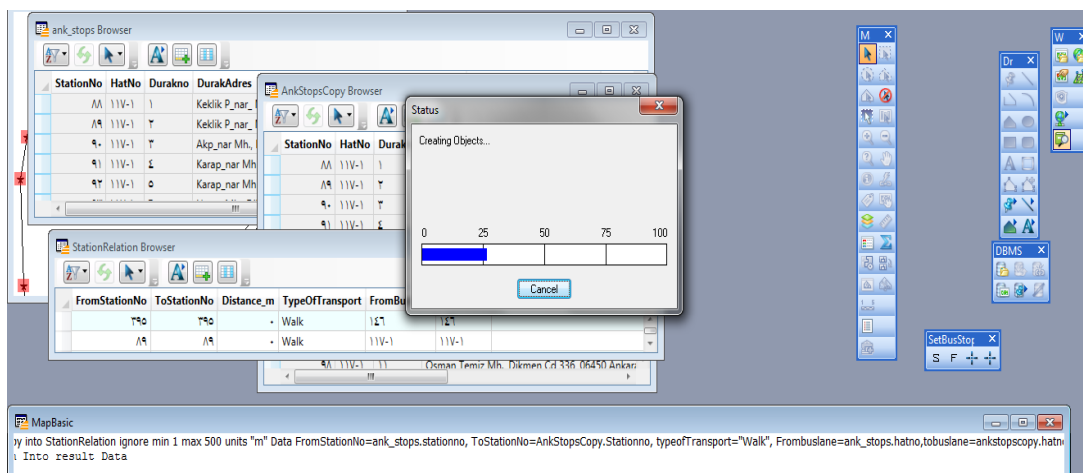 ank_stops Browser
StationNo HatNo Durakno DurakAdres
٨٨ ١١٧-١ ١ Keklik P_nar_
٨٩ ١١٧-١ ٢ Keklik P_nar_
٩٠ ١١٧-١ ٣ Akp_nar Mh.,
٩١ ١١٧-١ ٤ Karap_nar Mh
٩٢ ١١٧-١ ٥ Karap_nar Mh
AnkStopsCopy Browser
StationNo HatNo Durak
٨٨ ١١٧-١ ١
٨٩ ١١٧-١ ٢
٩٠ ١١٧-١ ٣
٩١ ١١٧-١ ٤
Status
Creating Objects...
0 25 50 75 100
Cancel
StationRelation Browser
FromStationNo ToStationNo Distance_m TypeOfTransport FromBu
٣٩٥ ٣٩٥ ٠ Walk ١٤٦ ١٤٦
٨٩ ٨٩ ٠ Walk ١١٧-١ ١١٧-١
٩٨ ١١٧-١ ١١ Osman Temiz Mh. Dikmen Cd 336, 06450 Ankara
M
Dr
W
DBMS
SetBusStop
S F
MapBasic
py into StationRelation ignore min 1 max 500 units "m" Data FromStationNo=ank_stops.stationno, ToStationNo=AnkStopsCopy.Stationno, typeofTransport="Walk", Frombuslane=ank_stops.hatno,tobuslane=ankstopscopy.hatno
Into result Data